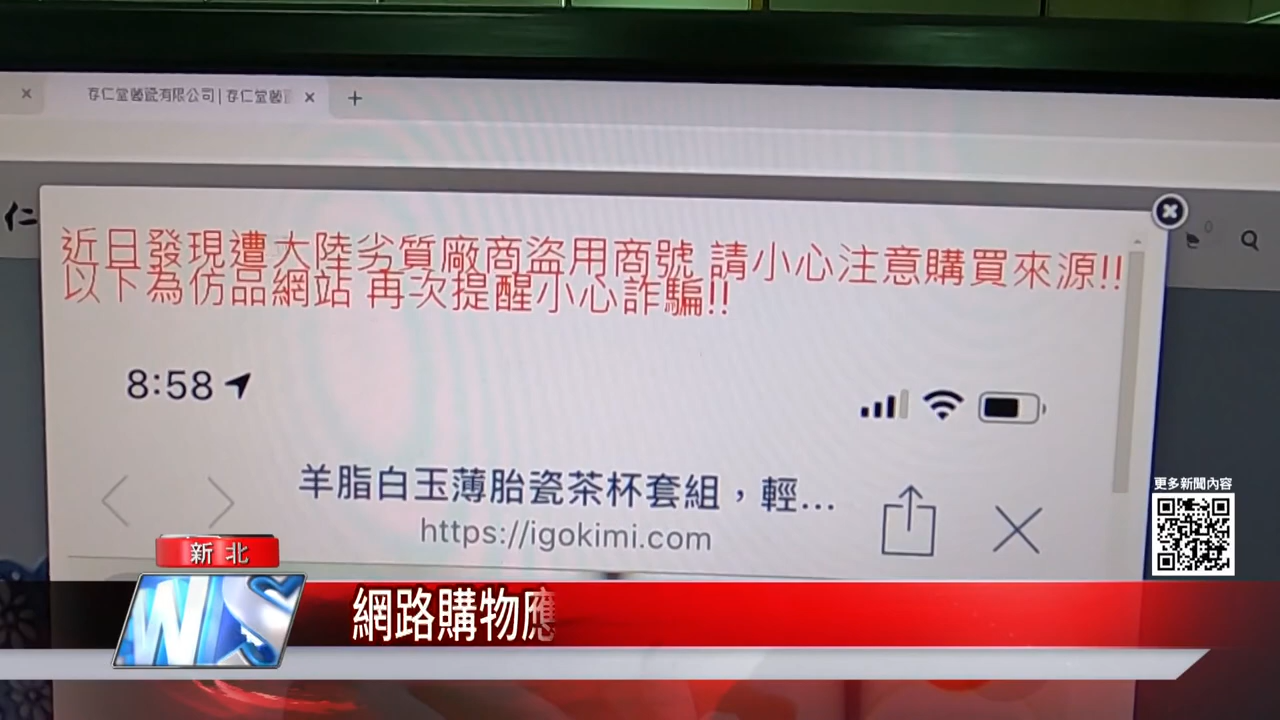 存仁堂藝瓷有限公司 | 存仁堂藝
仁
0
近日發現遭大陸劣質廠商盜用商號 請小心注意購買來源!!
以下為仿品網站 再次提醒小心詐騙!!
8:58
羊脂白玉薄胎瓷茶杯套組，輕...
https://igokimi.com
更多新聞內容
新北
網路購物應